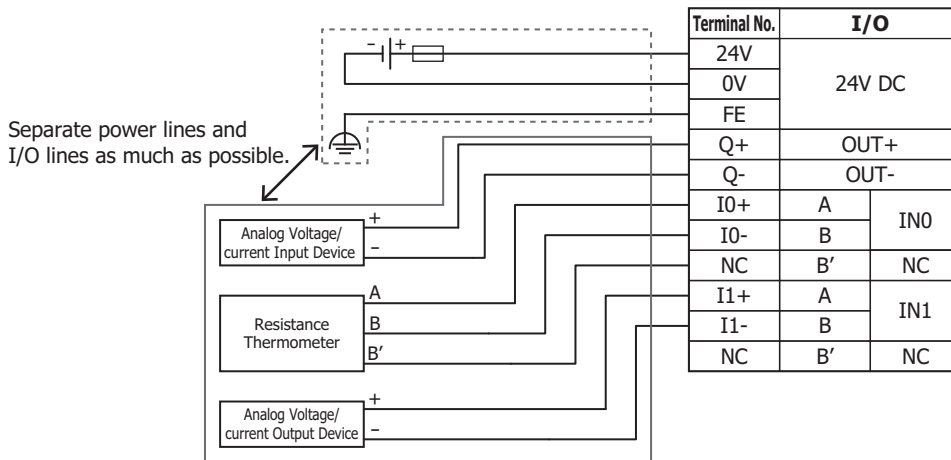 Terminal No. I/O
24V
0V 24V DC
FE
Q+ OUT+
Q- OUT-
I0+ A IN0
I0- B
NC B′ NC
I1+ A IN1
I1- B
NC B′ NC
– +
Separate power lines and
I/O lines as much as possible.
Analog Voltage/
current Input Device
+
–
Resistance
Thermometer
A
B
B′
Analog Voltage/
current Output Device
+
–